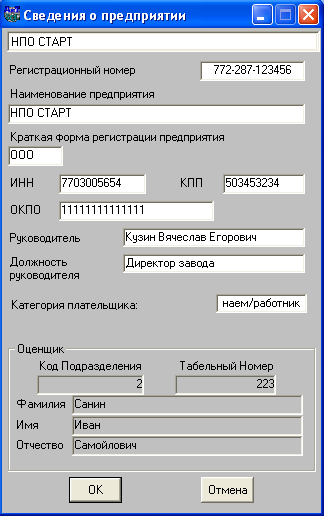 Сведения о предприятии
НПО СТАРТ
Регистрационный номер 772-287-123456
Наименование предприятия
НПО СТАРТ
Краткая форма регистрации предприятия
ООО
ИНН 7703005654 КПП 503453234
ОКПО 11111111111111
Руководитель Кузин Вячеслав Егорович
Должность
руководителя Директор завода
Категория плательщика: наем/работник
Оценщик
Код Подразделения Табельный Номер
2 223
Фамилия Санин
Имя Иван
Отчество Самойлович
OK Отмена